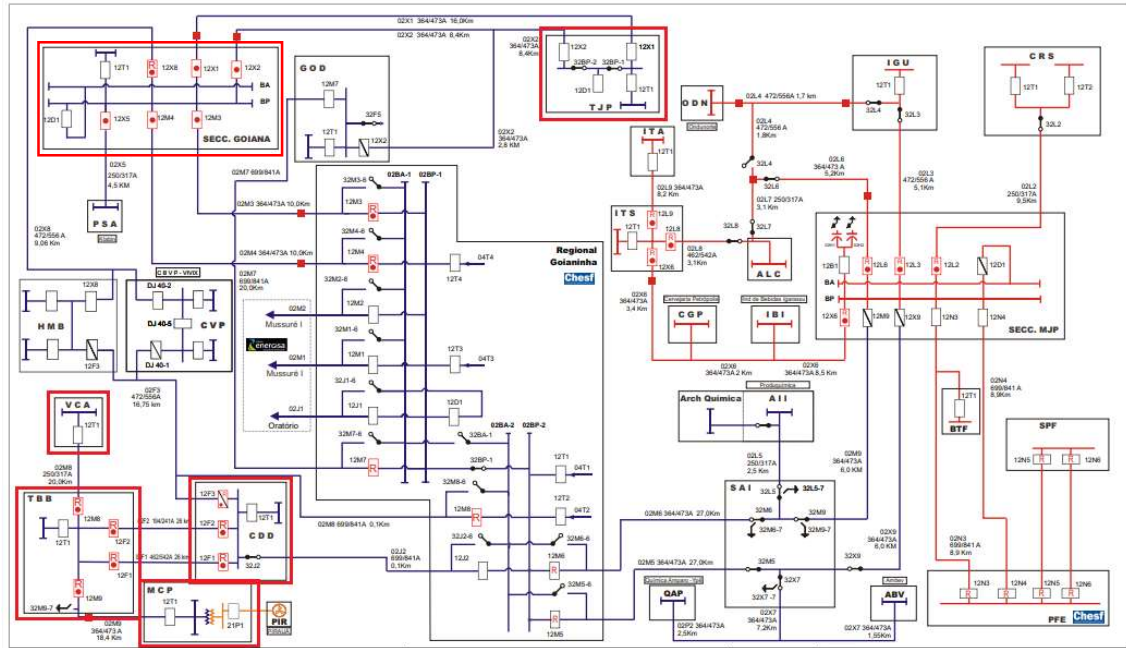 02X1 364/473A 16,0Km
02X2 364/473A 8,4Km
02X2
364/473A
8,4Km
12T1
12X8
12X1
12X2
BA
BP
12D1
12X5
12M4
12M3
SECC. GOIANA
GOD
12M7
32F5
12T1
12X2
12X2
12X1
32BP-2 32BP-1
12D1
12T1
TJP
ODN
02L4 472/556A 1,7 km
IGU
12T1
32L4
32L3
CRS
12T1
12T2
32L2
02X5
250/317A
4,5 KM
PSA
02X8
472/556A
9,06 Km
02M7 699/841A
02X2
364/473A
2,8 KM
ITA
12T1
02L9 364/473A
8,2 Km
02L4
472/556 A
1.8Km
32L4
32L6
02L7 250/317A
3,1 Km
02L6
364/473 A
5,2Km
02L3
472/556A
5,1Km
02L2
250/317A
9,5Km
02M3 364/473A 10,0Km
02M4 364/473A 10,0Km
02M7
699/841A
20,0Km
32M3-6
02BA-1
02BP-1
12M3
32M4-6
12M4
04T4
12T4
32M2-6
Regional
Goianinha
Chesf
12M2
02M2
Mussuré I
energisa
32M1-6
02M1
Mussuré I
12M1
12T3
04T3
32J1-6
02J1
Oratório
12J1
12D1
32M7-6
02BA-2
02BP-2
32BA-1
12M7
32BP-1
12T1
04T1
32M8-6
12T2
12M8
04T2
32J2-6
32M6-6
12J2
12M6
32M5-6
12M5
ITS
12T1
12L9
12L8
12X6
32L8
32L7
ALC
02L8
462/542A
3,1Km
02X6
364/473A
3,4 Km
Cervejaria Petrópolis
CGP
Ind de Bebidas Igarassu
IBI
02X6
364/473A 2 Km
02X6
364/473A 8,5 Km
12B1
12L6
12L3
12L2
12D1
BA
BP
12X6
12M9
12X9
12N3
12N4
SECC. MJP
CBVP - VIVIX
DJ 40-2
DJ 40-5
DJ 40-1
CVP
12X8
HMB
12F3
02F3
472/556A
16,75 km
VCA
12T1
02M8
250/317A
20,0Km
TBB
12T1
12M8
12F2
12F1
12M9
32M9-7
12F3
12F2
12F1
12T1
CDD
32J2
02M8 699/841A 0,1Km
02J2
699/841A
0,1Km
MCP
12T1
21P1
PIR
02M9
364/473 A
18,4 Km
Prodquimica
Arch Química
AII
02L5
250/317A
2,5 Km
SAI
32L5
32L5-7
32M6
32M9
32M6-7
32M9-7
32M5
32X7
32X7 -7
32X9
02M6 364/473A 27,0Km
02M5 364/473A 27,0Km
02M9
364/473A
6,0 KM
02X9
364/473A
6,0 KM
02X7
364/473A
7,2Km
Química Amparo -Ypê
QAP
02P2 364/473A
2,5Km
Amdev
ABV
02X7 364/473A
1,55Km
12T1
BTF
02N4
699/841 A
8,9Km
02N3
699/841 A
8,9 Km
SPF
12N5
12N6
12N3
12N4
12N5
12N6
PFE
Chesf